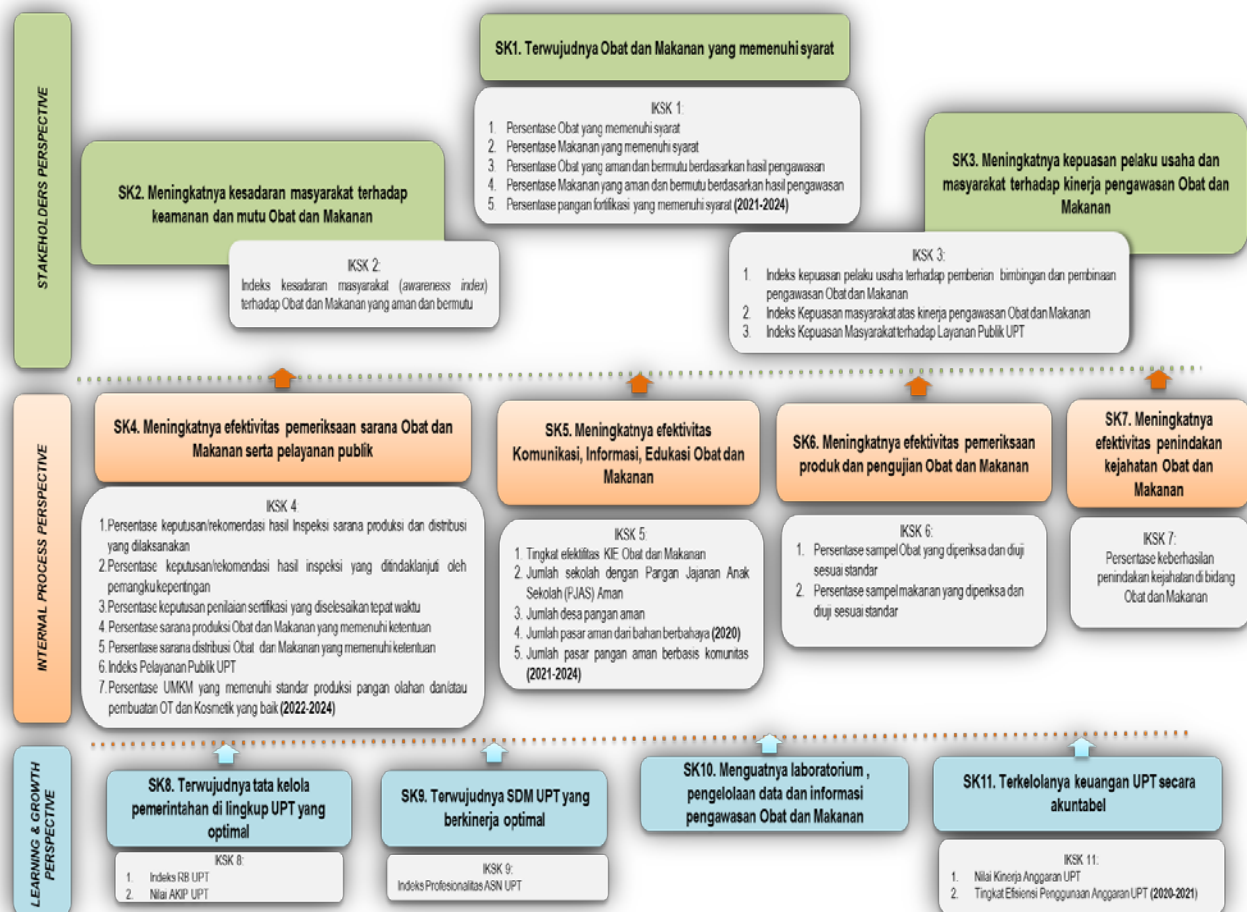 STAKEHOLDERS PERSPECTIVE
SK1. Terwujudnya Obat dan Makanan yang memenuhi syarat
IKSK 1:
1. Persentase Obat yang memenuhi syarat
2. Persentase Makanan yang memenuhi syarat
3. Persentase Obat yang aman dan bermutu berdasarkan hasil pengawasan
4. Persentase Makanan yang aman dan bermutu berdasarkan hasil pengawasan
5. Persentase pangan fortifikasi yang memenuhi syarat (2021-2024)
SK2. Meningkatnya kesadaran masyarakat terhadap
keamanan dan mutu Obat dan Makanan
IKSK 2:
Indeks kesadaran masyarakat (awareness index)
terhadap Obat dan Makanan yang aman dan bermutu
SK3. Meningkatnya kepuasan pelaku usaha dan
masyarakat terhadap kinerja pengawasan Obat dan
Makanan
IKSK 3:
1. Indeks kepuasan pelaku usaha terhadap pemberian bimbingan dan pembinaan
pengawasan Obat dan Makanan
2. Indeks Kepuasan masyarakat atas kinerja pengawasan Obat dan Makanan
3. Indeks Kepuasan Masyarakat terhadap Layanan Publik UPT
INTERNAL PROCESS PERSPECTIVE
SK4. Meningkatnya efektivitas pemeriksaan sarana Obat dan
Makanan serta pelayanan publik
IKSK 4:
1. Persentase keputusan/rekomendasi hasil Inspeksi sarana produksi dan distribusi
yang dilaksanakan
2. Persentase keputusan/rekomendasi hasil inspeksi yang ditindaklanjuti oleh
pemangku kepentingan
3. Persentase keputusan penilaian sertifikasi yang diselesaikan tepat waktu
4. Persentase sarana produksi Obat dan Makanan yang memenuhi ketentuan
5. Persentase sarana distribusi Obat dan Makanan yang memenuhi ketentuan
6. Indeks Pelayanan Publik UPT
7. Persentase UMKM yang memenuhi standar produksi pangan olahan dan/atau
pembuatan OT dan Kosmetik yang baik (2022-2024)
SK5. Meningkatnya efektivitas
Komunikasi, Informasi, Edukasi Obat dan
Makanan
IKSK 5:
1. Tingkat efektifitas KIE Obat dan Makanan
2. Jumlah sekolah dengan Pangan Jajanan Anak
Sekolah (PJAS) Aman
3. Jumlah desa pangan aman
4. Jumlah pasar aman dari bahan berbahaya (2020)
5. Jumlah pasar pangan aman berbasis komunitas
(2021-2024)
SK6. Meningkatnya efektivitas pemeriksaan
produk dan pengujian Obat dan Makanan
IKSK 6:
1. Persentase sampel Obat yang diperiksa dan diuji
sesuai standar
2. Persentase sampel makanan yang diperiksa dan
diuji sesuai standar
SK7. Meningkatnya
efektivitas penindakan
kejahatan Obat dan
Makanan
IKSK 7:
Persentase keberhasilan
penindakan kejahatan di bidang
Obat dan Makanan
LEARNING & GROWTH
PERSPECTIVE
SK8. Terwujudnya tata kelola
pemerintahan di lingkup UPT yang
optimal
IKSK 8:
1. Indeks RB UPT
2. Nilai AKIP UPT
SK9. Terwujudnya SDM UPT yang
berkinerja optimal
IKSK 9:
Indeks Profesionalitas ASN UPT
SK10. Menguatnya laboratorium ,
pengelolaan data dan informasi
pengawasan Obat dan Makanan
SK11. Terkelolanya keuangan UPT secara
akuntabel
IKSK 11:
1. Nilai Kinerja Anggaran UPT
2. Tingkat Efisiensi Penggunaan Anggaran UPT (2020-2021)